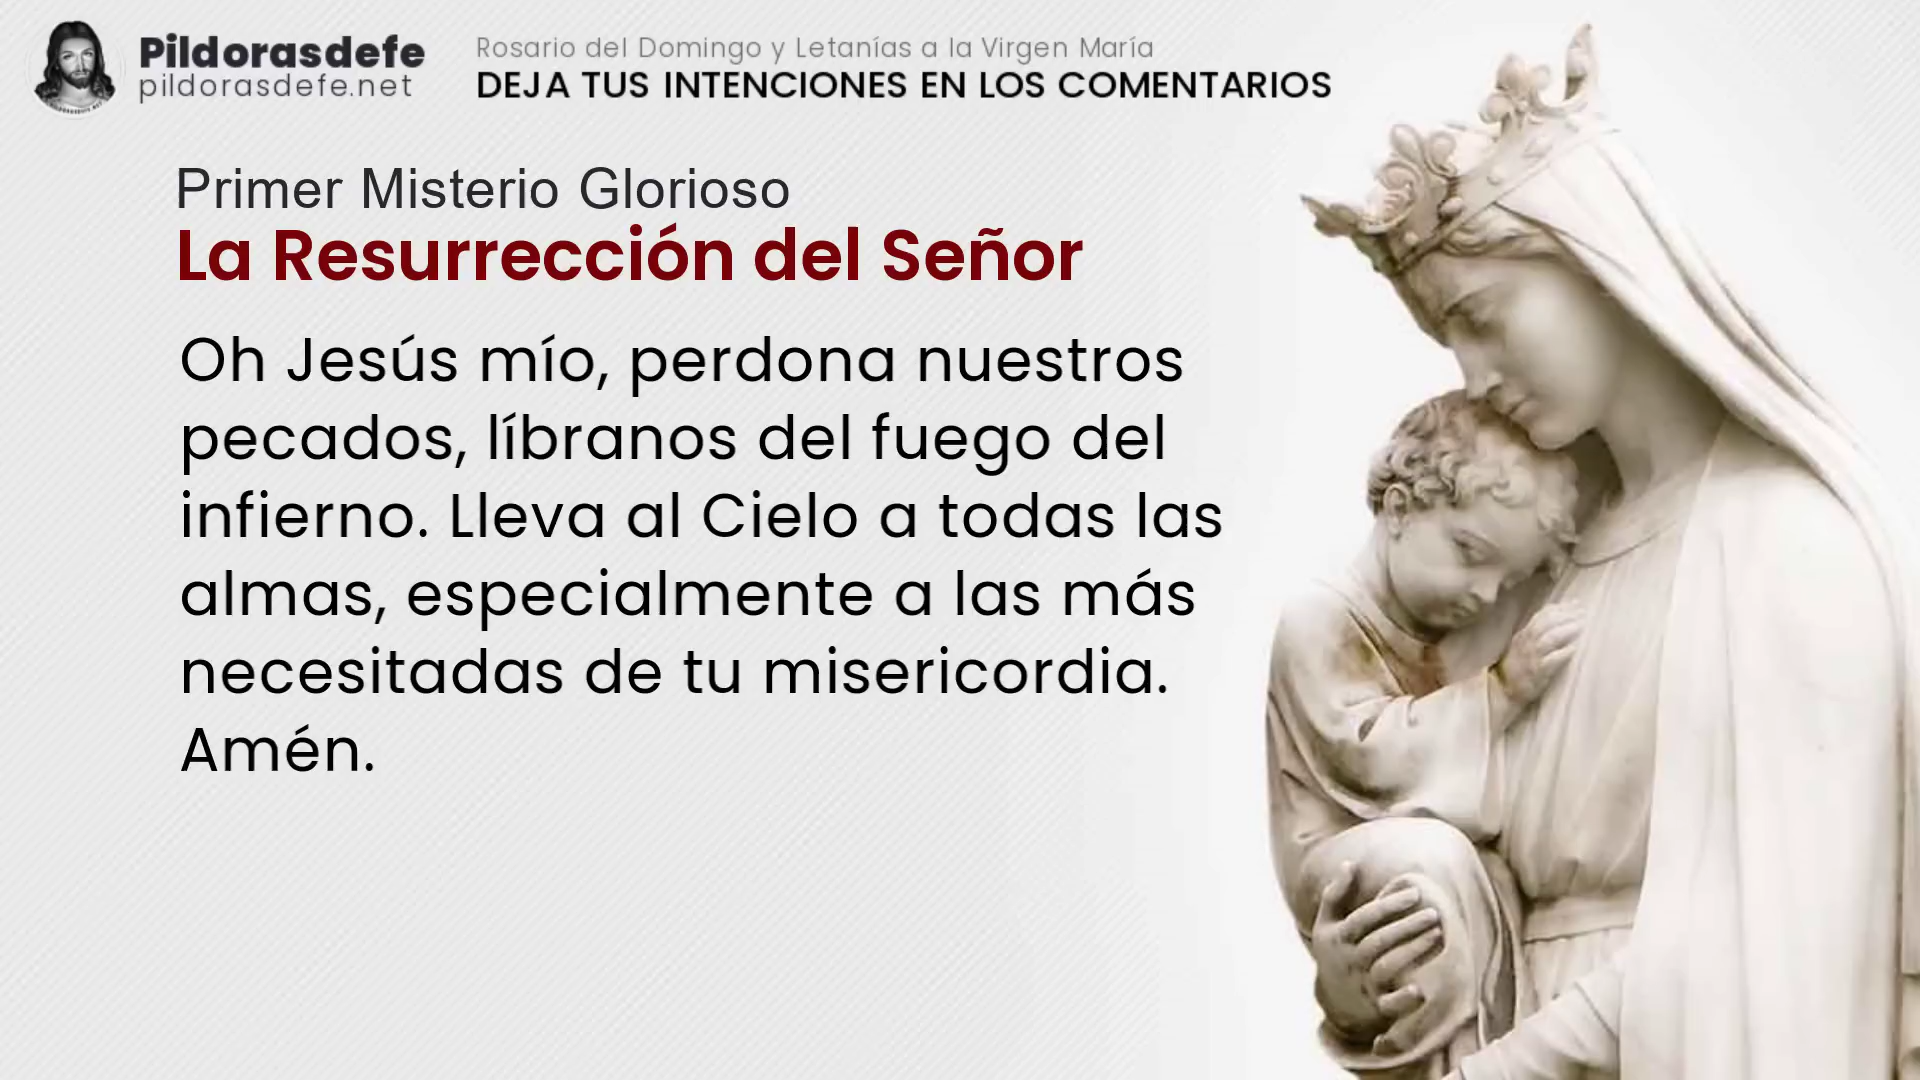 Pildorasdefe
pildorasdefe.net
Rosario del Domingo y Letanías a la Virgen María
DEJA TUS INTENCIONES EN LOS COMENTARIOS
Primer Misterio Glorioso
La Resurrección del Señor
Oh Jesús mío, perdona nuestros
pecados, líbranos del fuego del
infierno. Lleva al Cielo a todas las
almas, especialmente a las más
necesitadas de tu misericordia.
Amén.